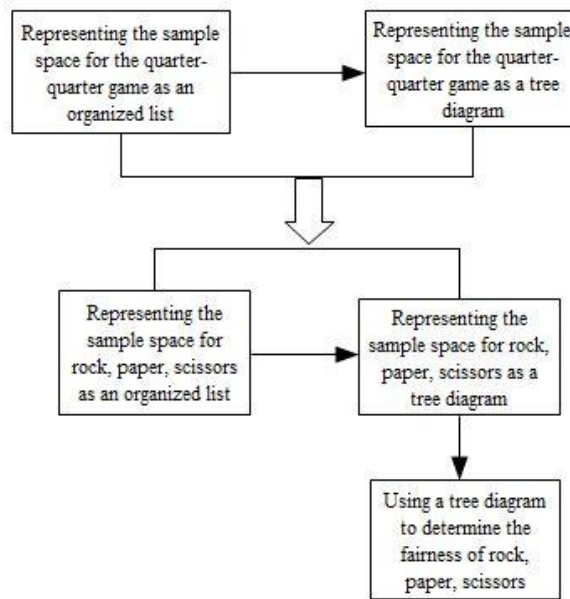 Representing the sample
space for the quarter-
quarter game as an
organized list
Representing the sample
space for the quarter-
quarter game as a tree
diagram
Representing the
sample space for
rock, paper, scissors
as an organized list
Representing the
sample space for rock,
paper, scissors as a
tree diagram
Using a tree diagram
to determine the
fairness of rock,
paper, scissors